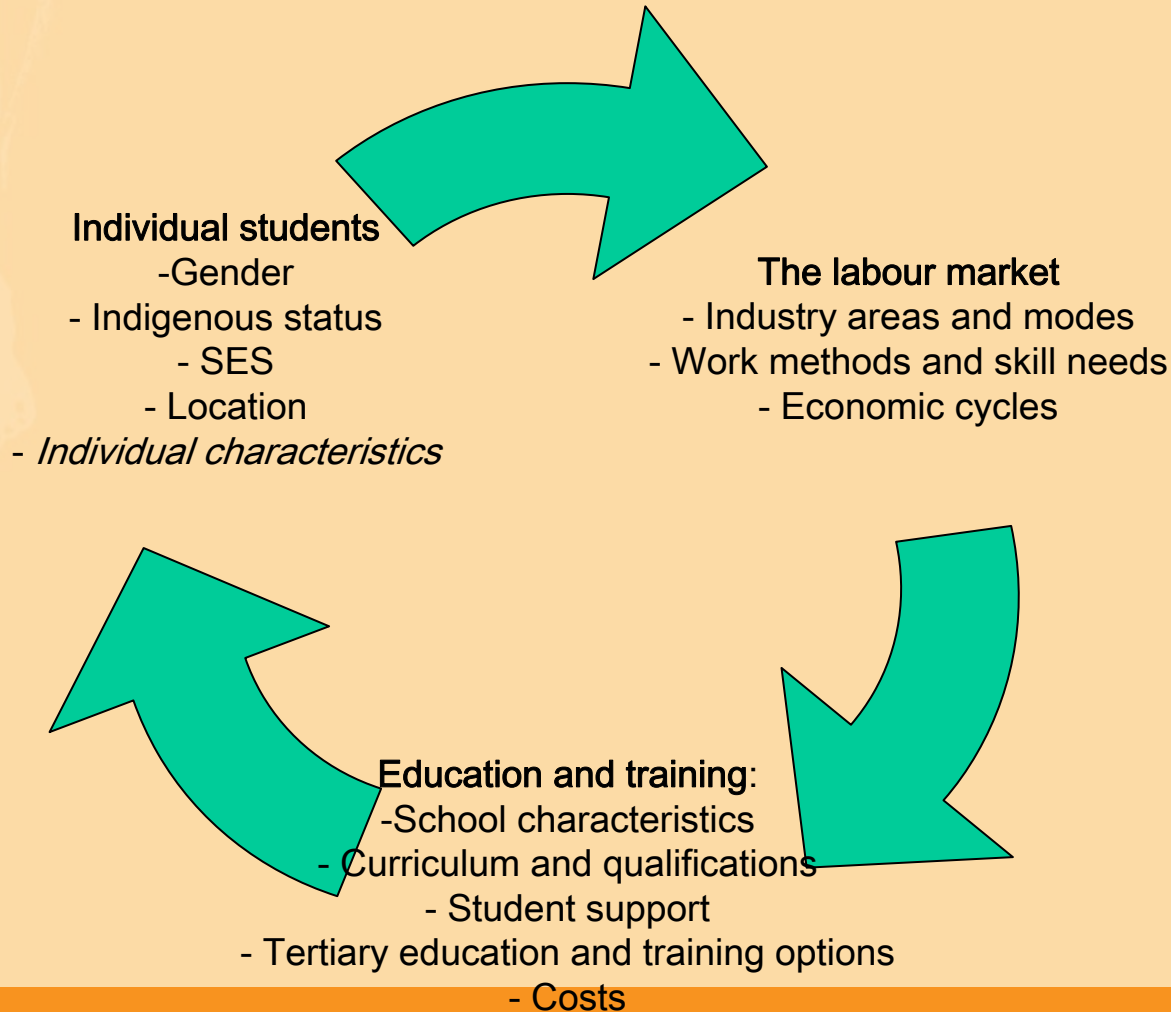 Individual students
-Gender
- Indigenous status
- SES
- Location
- Individual characteristics
The labour market
- Industry areas and modes
- Work methods and skill needs
- Economic cycles
Education and training:
-School characteristics
- Curriculum and qualifications
- Student support
- Tertiary education and training options
- Costs